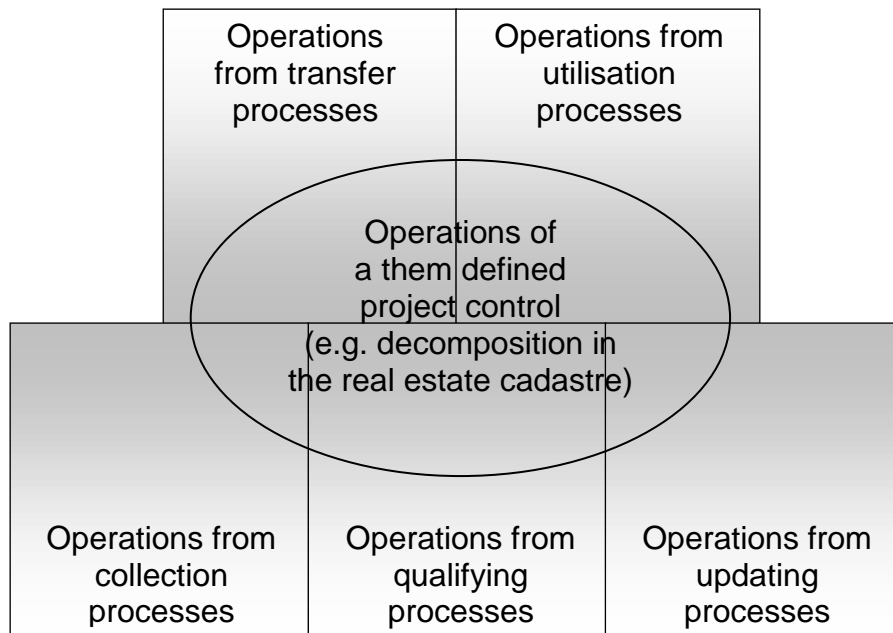 Operations
from transfer
processes
Operations from
utilisation
processes
Operations of
a them defined
project control
(e.g. decomposition in
the real estate cadastre)
Operations from
collection
processes
Operations from
qualifying
processes
Operations from
updating
processes